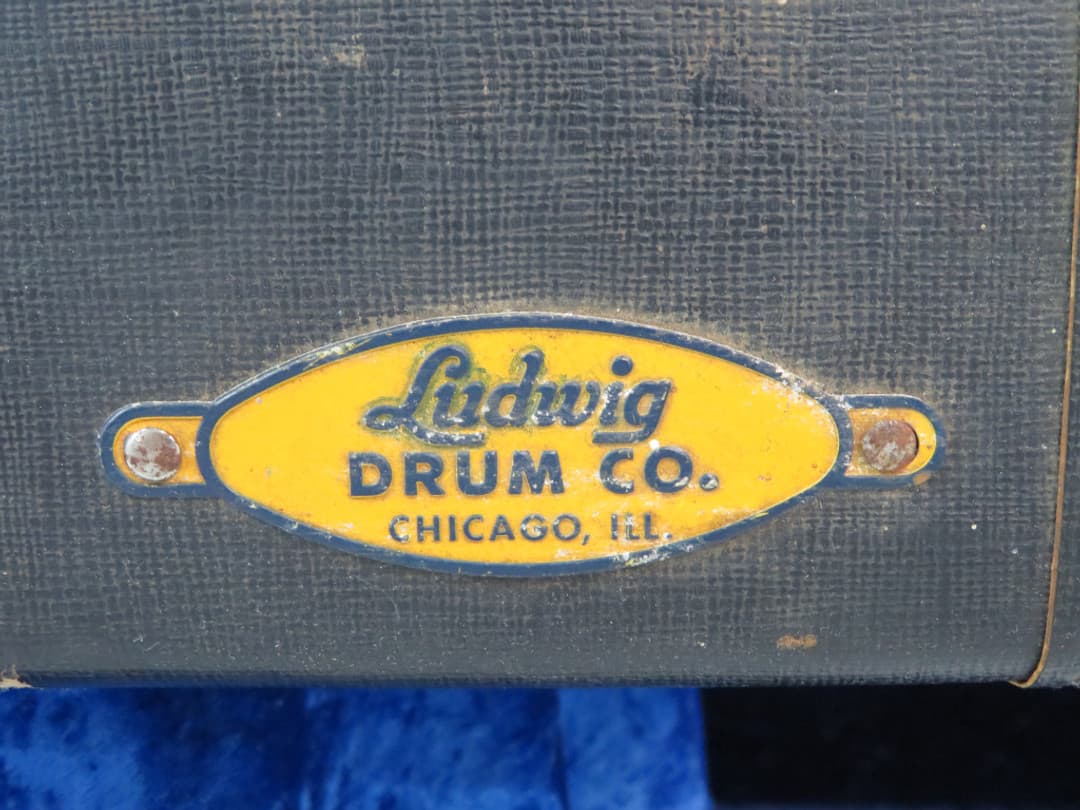 Ludwig
DRUM CO.
CHICAGO, ILL.